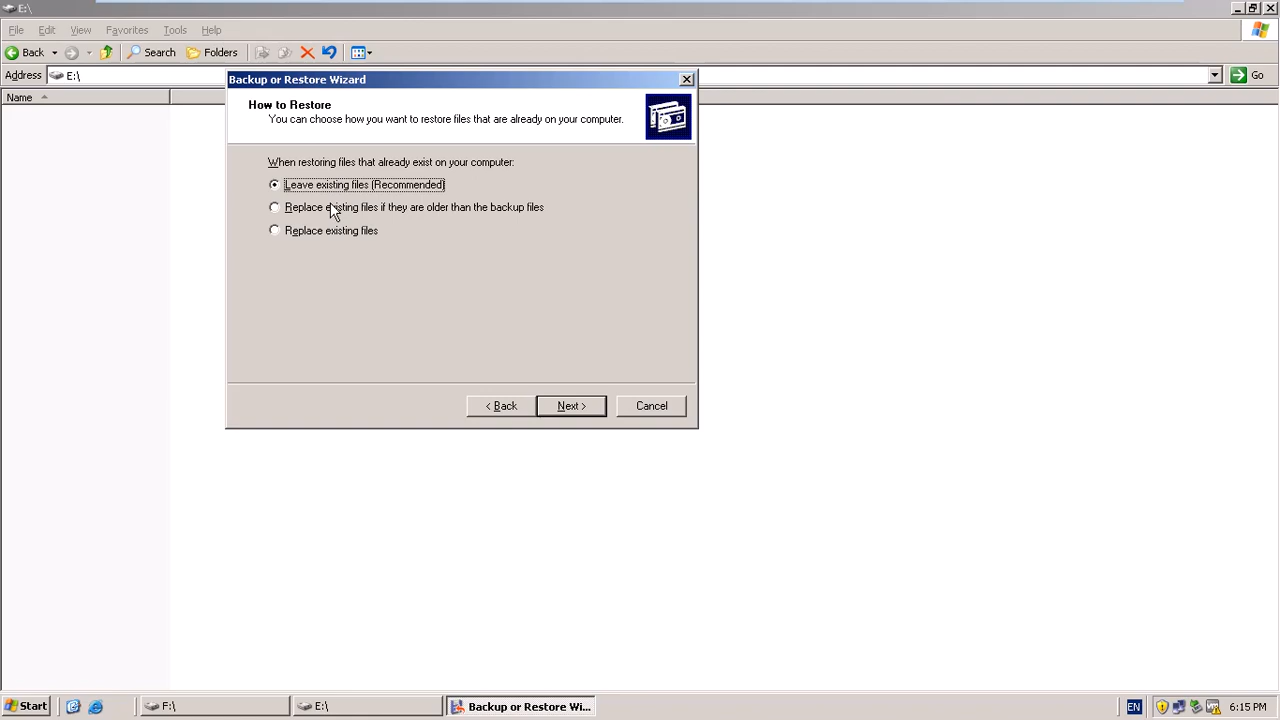 E:\
File Edit View Favorites Tools Help
Back Search Folders
Address E:\ Go
Name
Backup or Restore Wizard
How to Restore
You can choose how you want to restore files that are already on your computer.
When restoring files that already exist on your computer:
Leave existing files (Recommended)
Replace existing files if they are older than the backup files
Replace existing files
< Back Next > Cancel
Start F:\ E:\ Backup or Restore Wi... EN 6:15 PM